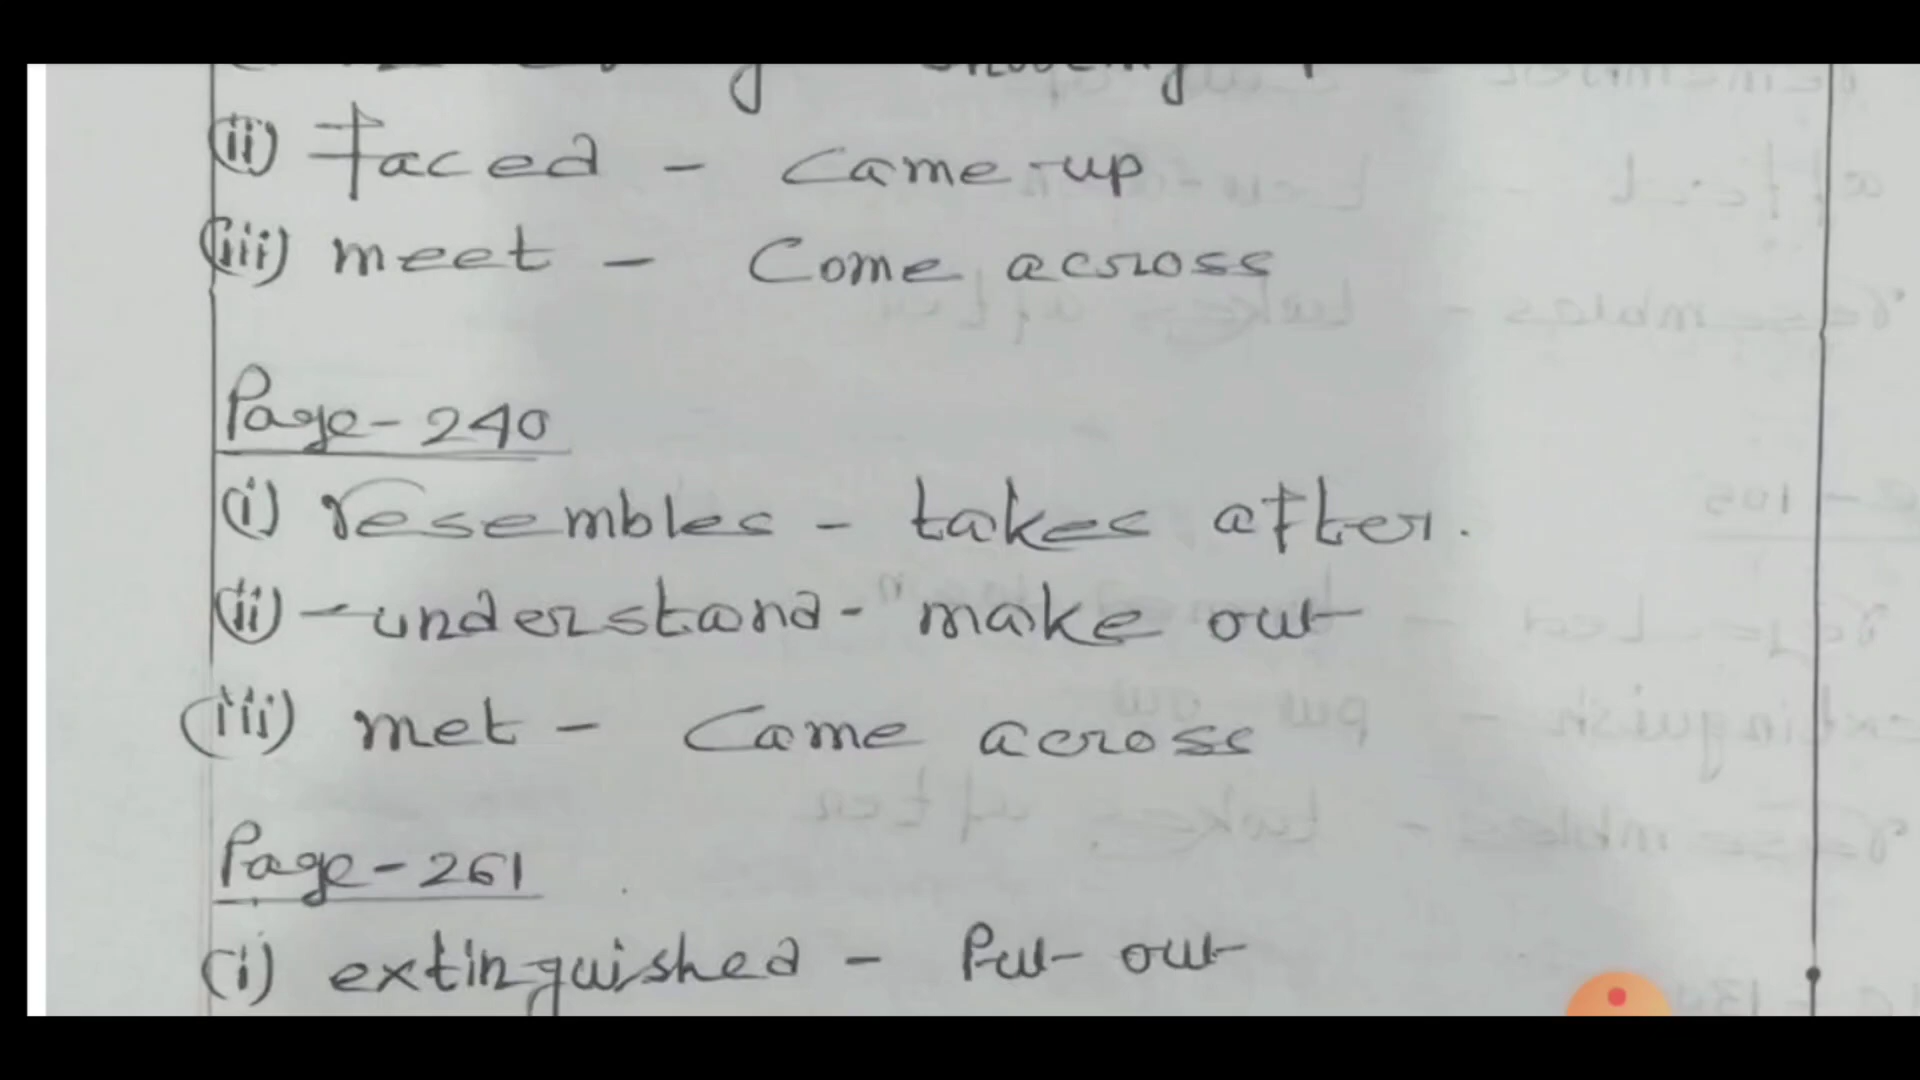 (ii) faced - came up
(iii) meet - Come across
Page - 240
(i) resembles - takes after.
(ii) understand - make out
(iii) met - Came across
Page - 261
(i) extinguished - Put out